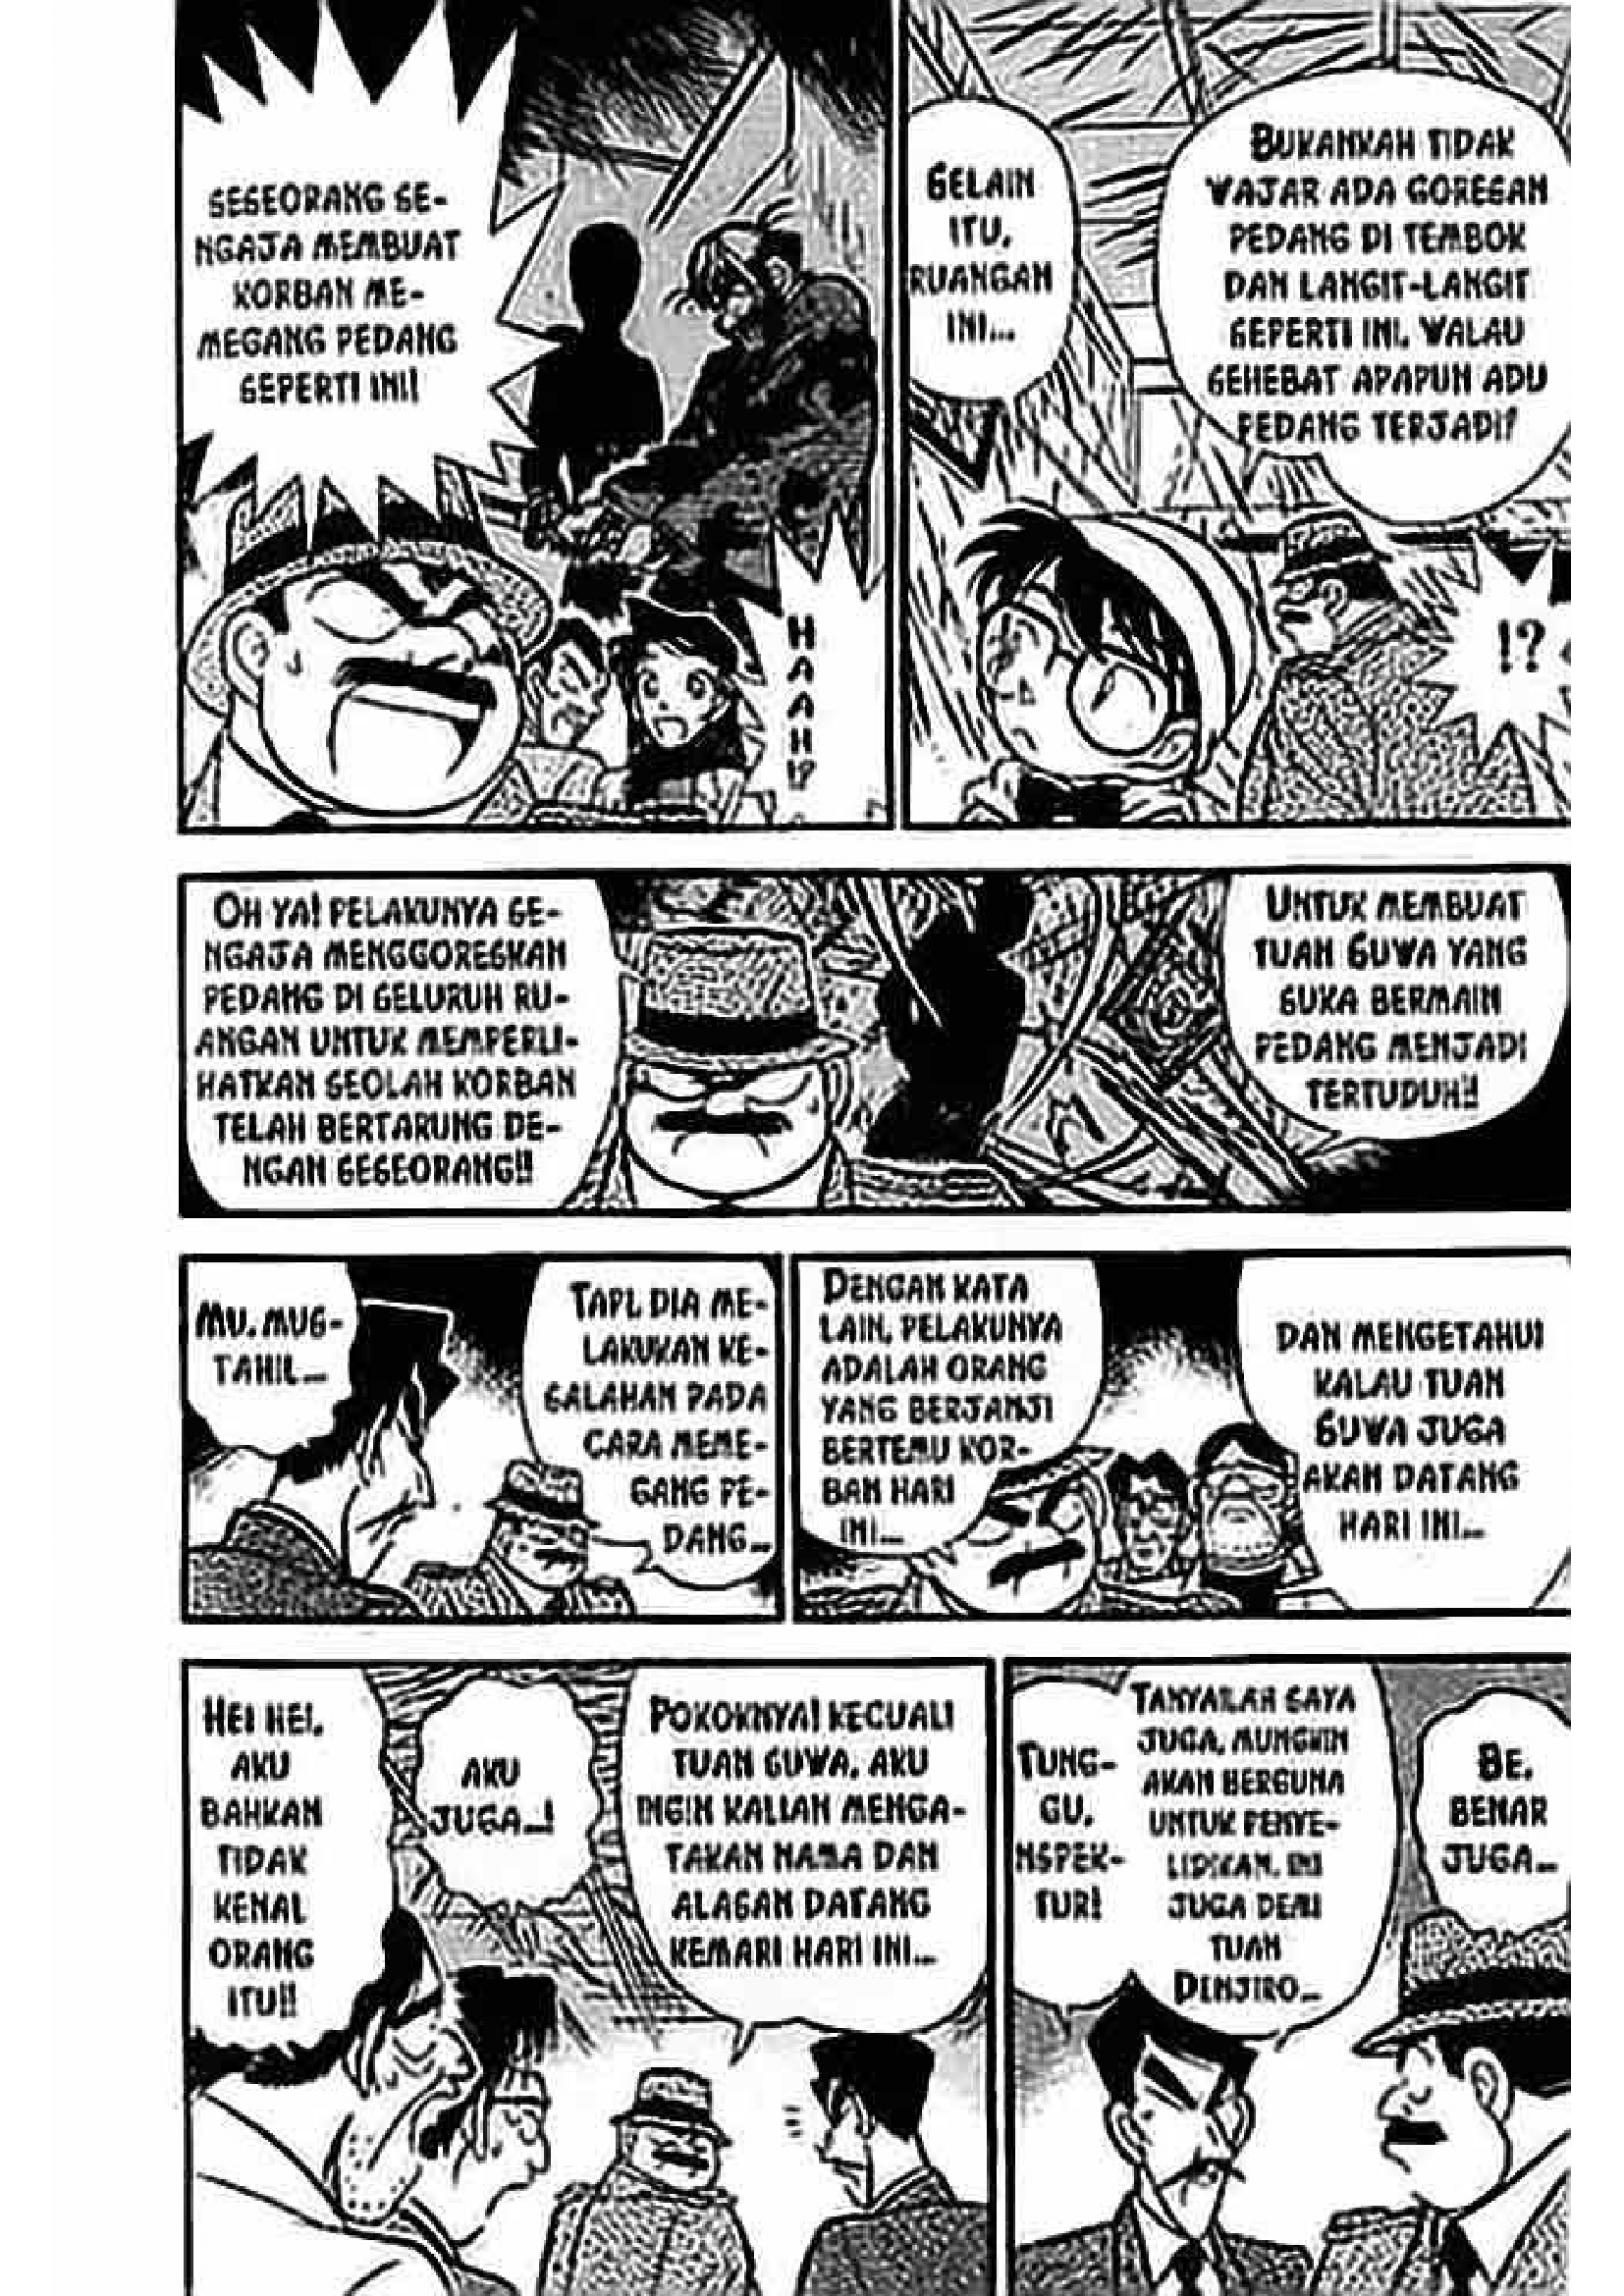 SESEORANG SE-
NGAJA MEMBUAT
KORBAN ME-
MEGANG PEDANG
SEPERTI INI!
HAAH!?
SELAIN
ITU,
RUANGAN
INI...
BUKANKAH TIDAK
WAJAR ADA GORESAN
PEDANG DI TEMBOK
DAN LANGIT-LANGIT
SEPERTI INI, WALAU
SEHEBAT APAPUN ADU
PEDANG TERJADI?
!?
OH YA! PELAKUNYA SE-
NGAJA MENGGORESKAN
PEDANG DI SELURUH RU-
ANGAN UNTUK MEMPERLI-
HATKAN SEOLAH KORBAN
TELAH BERTARUNG DE-
NGAN SESEORANG!!
UNTUK MEMBUAT
TUAN SUWA YANG
SUKA BERMAIN
PEDANG MENJADI
TERTUDUH!!
MU, MUS-
TAHIL...
TAPI, DIA ME-
LAKUKAN KE-
SALAHAN PADA
CARA MEME-
GANG PE-
DANG...
DENGAN KATA
LAIN, PELAKUNYA
ADALAH ORANG
YANG BERJANJI
BERTEMU KOR-
BAN HARI
INI...
DAN MENGETAHUI
KALAU TUAN
SUWA JUGA
AKAN DATANG
HARI INI...
HEI HEI,
AKU
BAHKAN
TIDAK
KENAL
ORANG
ITU!!
AKU
JUGA...!
POKOKNYA! KECUALI
TUAN SUWA, AKU
INGIN KALIAN MENGA-
TAKAN NAMA DAN
ALASAN DATANG
KEMARI HARI INI...
TUNG-
GU,
INSPEK-
TUR!
TANYAILAH SAYA
JUGA, MUNGKIN
AKAN BERGUNA
UNTUK PENYE-
LIDIKAN. INI
JUGA DEMI
TUAN
DENJIRO...
BE,
BENAR
JUGA...